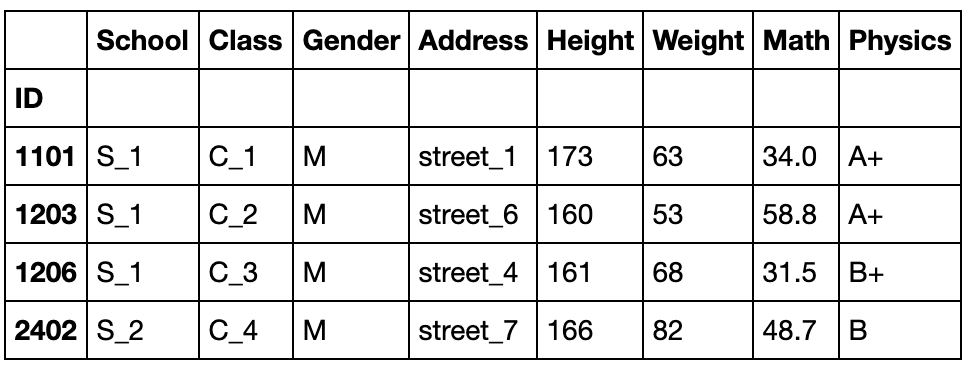 School Class Gender Address Height Weight Math Physics
ID
1101 S_1 C_1 M street_1 173 63 34.0 A+
1203 S_1 C_2 M street_6 160 53 58.8 A+
1206 S_1 C_3 M street_4 161 68 31.5 B+
2402 S_2 C_4 M street_7 166 82 48.7 B